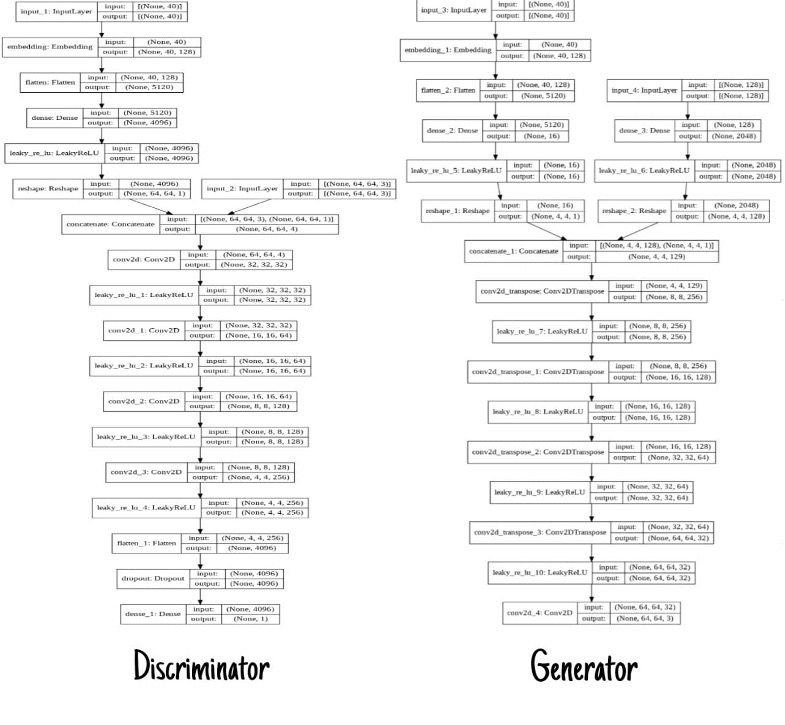 input_1: InputLayer input: [(None, 40)]
output: [(None, 40)]
embedding: Embedding input: (None, 40)
output: (None, 40, 128)
flatten: Flatten input: (None, 40, 128)
output: (None, 5120)
dense: Dense input: (None, 5120)
output: (None, 4096)
leaky_re_lu: LeakyReLU input: (None, 4096)
output: (None, 4096)
reshape: Reshape input: (None, 4096)
output: (None, 64, 64, 1)
input_2: InputLayer input: [(None, 64, 64, 3)]
output: [(None, 64, 64, 3)]
concatenate: Concatenate input: [(None, 64, 64, 3), (None, 64, 64, 1)]
output: (None, 64, 64, 4)
conv2d: Conv2D input: (None, 64, 64, 4)
output: (None, 32, 32, 32)
leaky_re_lu_1: LeakyReLU input: (None, 32, 32, 32)
output: (None, 32, 32, 32)
conv2d_1: Conv2D input: (None, 32, 32, 32)
output: (None, 16, 16, 64)
leaky_re_lu_2: LeakyReLU input: (None, 16, 16, 64)
output: (None, 16, 16, 64)
conv2d_2: Conv2D input: (None, 16, 16, 64)
output: (None, 8, 8, 128)
leaky_re_lu_3: LeakyReLU input: (None, 8, 8, 128)
output: (None, 8, 8, 128)
conv2d_3: Conv2D input: (None, 8, 8, 128)
output: (None, 4, 4, 256)
leaky_re_lu_4: LeakyReLU input: (None, 4, 4, 256)
output: (None, 4, 4, 256)
flatten_1: Flatten input: (None, 4, 4, 256)
output: (None, 4096)
dropout: Dropout input: (None, 4096)
output: (None, 4096)
dense_1: Dense input: (None, 4096)
output: (None, 1)
Discriminator
input_3: InputLayer input: [(None, 40)]
output: [(None, 40)]
embedding_1: Embedding input: (None, 40)
output: (None, 40, 128)
flatten_2: Flatten input: (None, 40, 128)
output: (None, 5120)
input_4: InputLayer input: [(None, 128)]
output: [(None, 128)]
dense_2: Dense input: (None, 5120)
output: (None, 16)
dense_3: Dense input: (None, 128)
output: (None, 2048)
leaky_re_lu_5: LeakyReLU input: (None, 16)
output: (None, 16)
leaky_re_lu_6: LeakyReLU input: (None, 2048)
output: (None, 2048)
reshape_1: Reshape input: (None, 16)
output: (None, 4, 4, 1)
reshape_2: Reshape input: (None, 2048)
output: (None, 4, 4, 128)
concatenate_1: Concatenate input: [(None, 4, 4, 128), (None, 4, 4, 1)]
output: (None, 4, 4, 129)
conv2d_transpose: Conv2DTranspose input: (None, 4, 4, 129)
output: (None, 8, 8, 256)
leaky_re_lu_7: LeakyReLU input: (None, 8, 8, 256)
output: (None, 8, 8, 256)
conv2d_transpose_1: Conv2DTranspose input: (None, 8, 8, 256)
output: (None, 16, 16, 128)
leaky_re_lu_8: LeakyReLU input: (None, 16, 16, 128)
output: (None, 16, 16, 128)
conv2d_transpose_2: Conv2DTranspose input: (None, 16, 16, 128)
output: (None, 32, 32, 64)
leaky_re_lu_9: LeakyReLU input: (None, 32, 32, 64)
output: (None, 32, 32, 64)
conv2d_transpose_3: Conv2DTranspose input: (None, 32, 32, 64)
output: (None, 64, 64, 32)
leaky_re_lu_10: LeakyReLU input: (None, 64, 64, 32)
output: (None, 64, 64, 32)
conv2d_4: Conv2D input: (None, 64, 64, 32)
output: (None, 64, 64, 3)
Generator